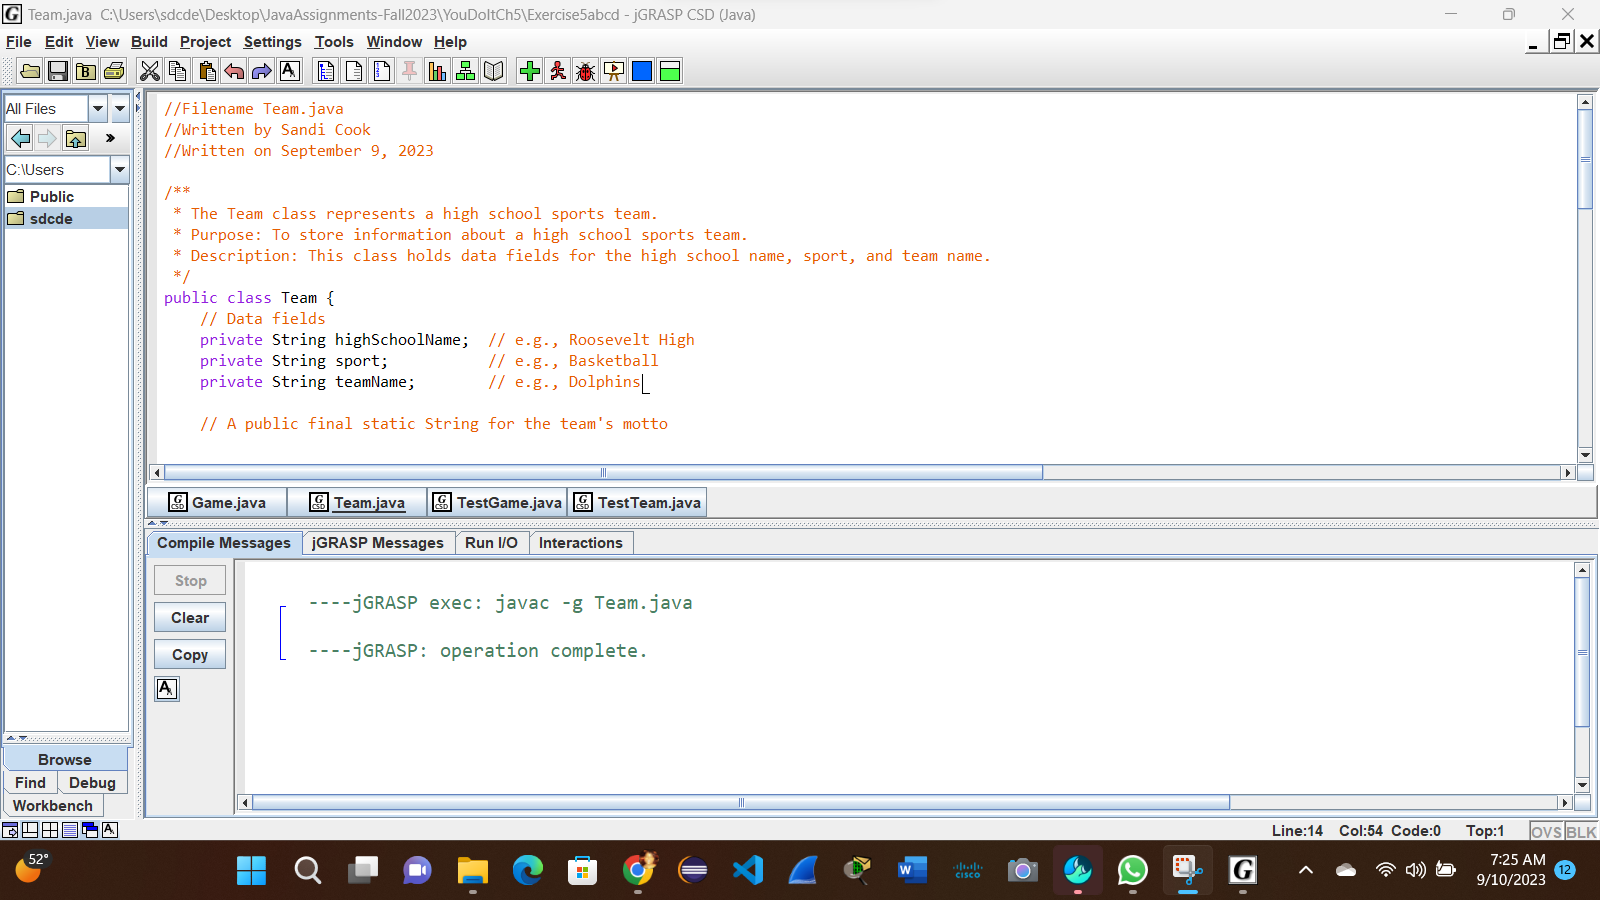 Team.java  C:\Users\sdcde\Desktop\JavaAssignments-Fall2023\YouDoItCh5\Exercise5abcd - jGRASP CSD (Java)
File Edit View Build Project Settings Tools Window Help
All Files
C:\Users
Public
sdcde
//Filename Team.java
//Written by Sandi Cook
//Written on September 9, 2023
/**
 * The Team class represents a high school sports team.
 * Purpose: To store information about a high school sports team.
 * Description: This class holds data fields for the high school name, sport, and team name.
 */
public class Team {
    // Data fields
    private String highSchoolName;  // e.g., Roosevelt High
    private String sport;           // e.g., Basketball
    private String teamName;        // e.g., Dolphins
    // A public final static String for the team's motto
Game.java Team.java TestGame.java TestTeam.java
Compile Messages jGRASP Messages Run I/O Interactions
Stop
Clear
Copy
----jGRASP exec: javac -g Team.java
----jGRASP: operation complete.
Browse
Find Debug
Workbench
Line:14 Col:54 Code:0 Top:1 OVS BLK
52°
7:25 AM
9/10/2023
12